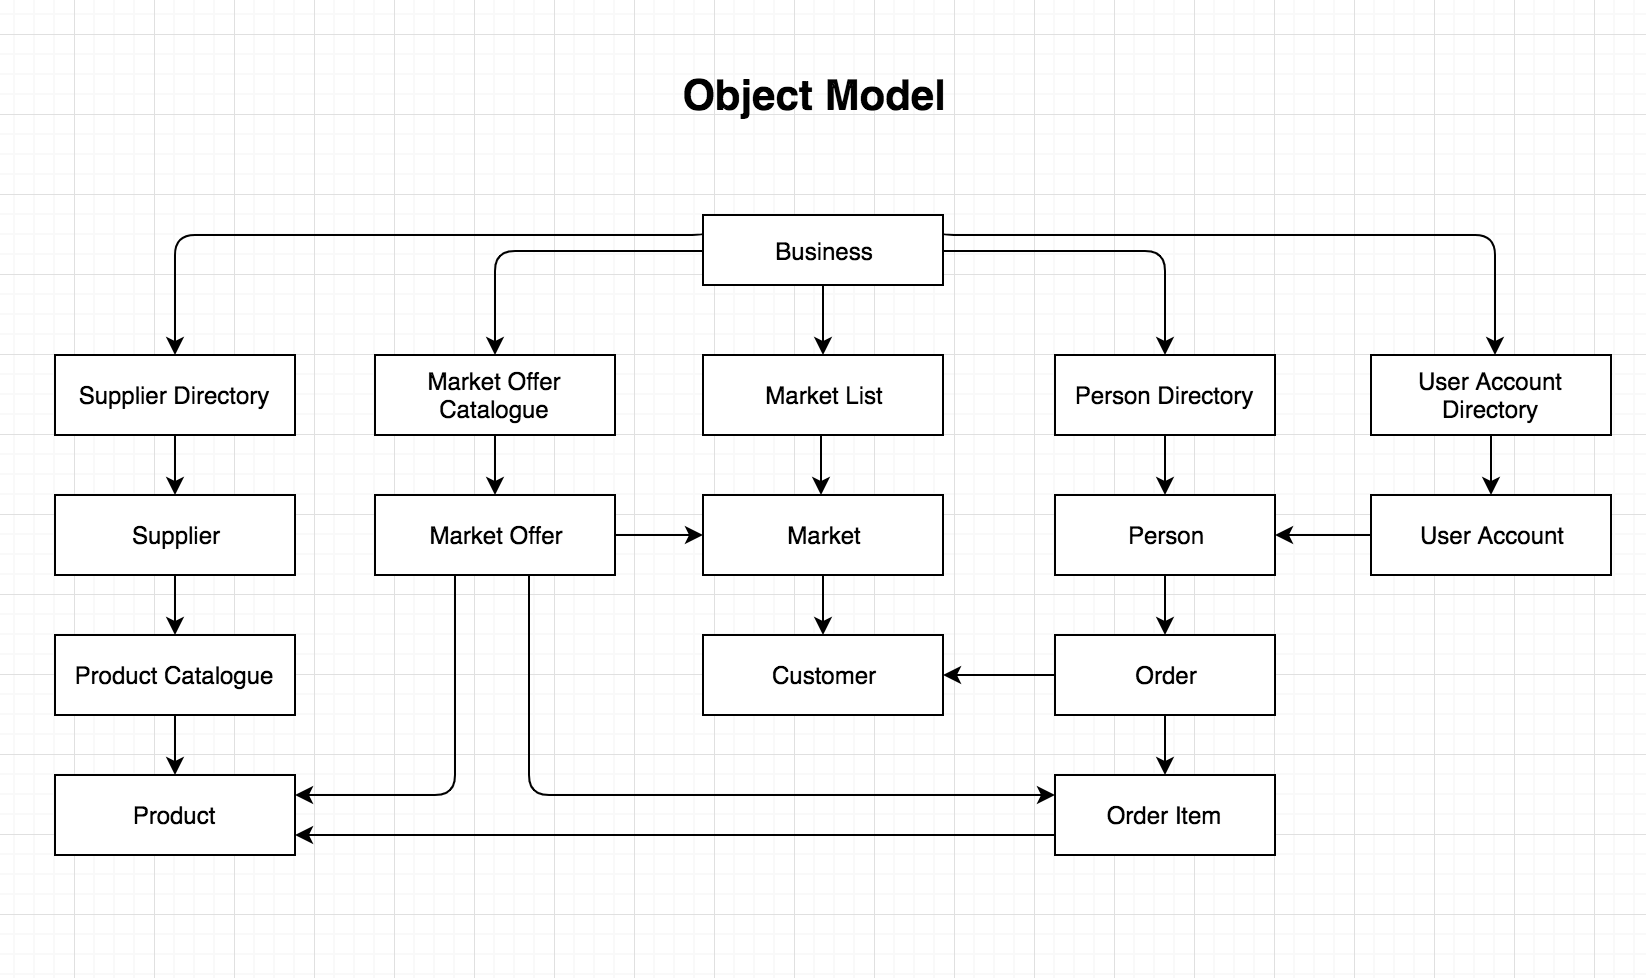 Object Model
Business
Supplier Directory
Market Offer
Catalogue
Market List
Person Directory
User Account
Directory
Supplier
Market Offer
Market
Person
User Account
Product Catalogue
Customer
Order
Product
Order Item